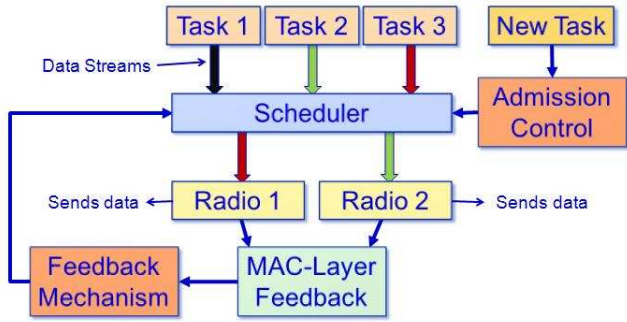 Task 1
Task 2
Task 3
New Task
Data Streams
Scheduler
Admission
Control
Sends data
Radio 1
Radio 2
Sends data
Feedback
Mechanism
MAC-Layer
Feedback